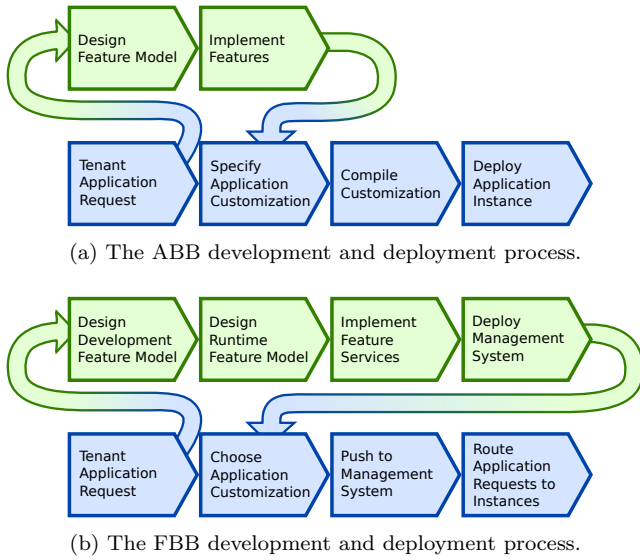 Design
Feature Model
Implement
Features
Tenant
Application
Request
Specify
Application
Customization
Compile
Customization
Deploy
Application
Instance
(a) The ABB development and deployment process.
Design
Development
Feature Model
Design
Runtime
Feature Model
Implement
Feature
Services
Deploy
Management
System
Tenant
Application
Request
Choose
Application
Customization
Push to
Management
System
Route
Application
Requests to
Instances
(b) The FBB development and deployment process.